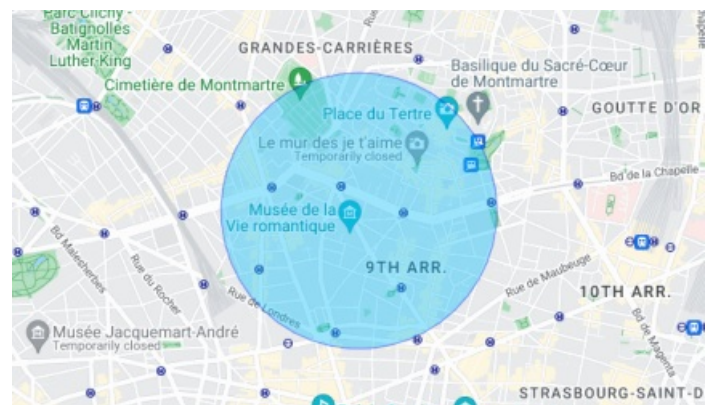 Parc Clichy -
Batignolles
Martin
Luther King
GRANDES-CARRIÈRES
Basilique du Sacré-Cœur
de Montmartre
Cimetière de Montmartre
Place du Tertre
GOUTTE D'OR
Le mur des je t'aime
Temporarily closed
Bd de la Chapelle
Musée de la
Vie romantique
Bd Malesherbes
Rue du Rocher
9TH ARR.
Rue de Maubeuge
10TH ARR.
Rue de Londres
Bd de Magenta
Musée Jacquemart-André
Temporarily closed
STRASBOURG-SAINT-D